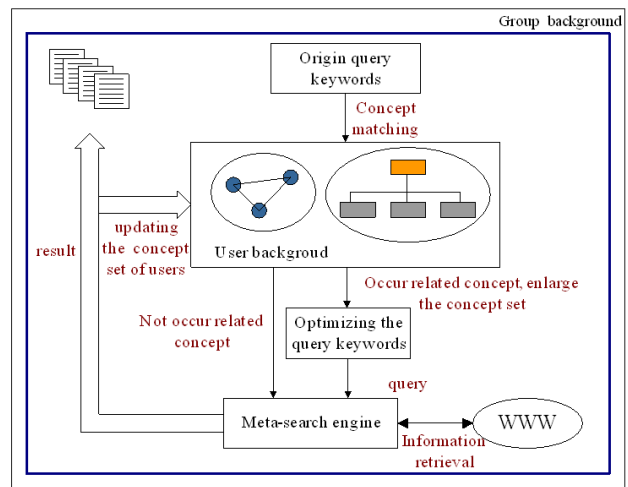 Group background
Origin query
keywords
Concept
matching
updating
the concept
set of users
result
User backgroud
Occur related concept, enlarge
the concept set
Not occur related
concept
Optimizing the
query keywords
query
Meta-search engine
WWW
Information
retrieval